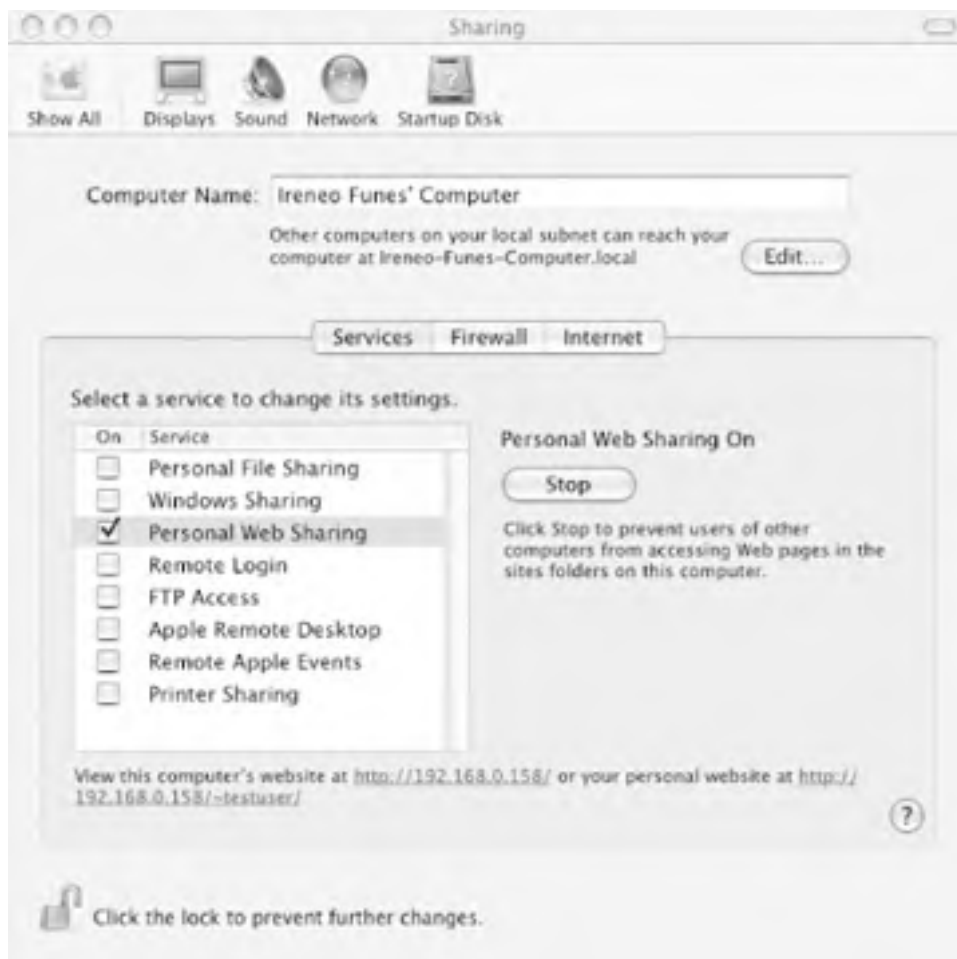 Sharing
Show All Displays Sound Network Startup Disk
Computer Name: Ireneo Funes' Computer
Other computers on your local subnet can reach your
computer at Ireneo-Funes-Computer.local
Edit...
Services Firewall Internet
Select a service to change its settings.
On Service
Personal File Sharing
Windows Sharing
Personal Web Sharing
Remote Login
FTP Access
Apple Remote Desktop
Remote Apple Events
Printer Sharing
Personal Web Sharing On
Stop
Click Stop to prevent users of other
computers from accessing Web pages in the
sites folders on this computer.
View this computer's website at http://192.168.0.158/ or your personal website at http://
192.168.0.158/~testuser/
?
Click the lock to prevent further changes.